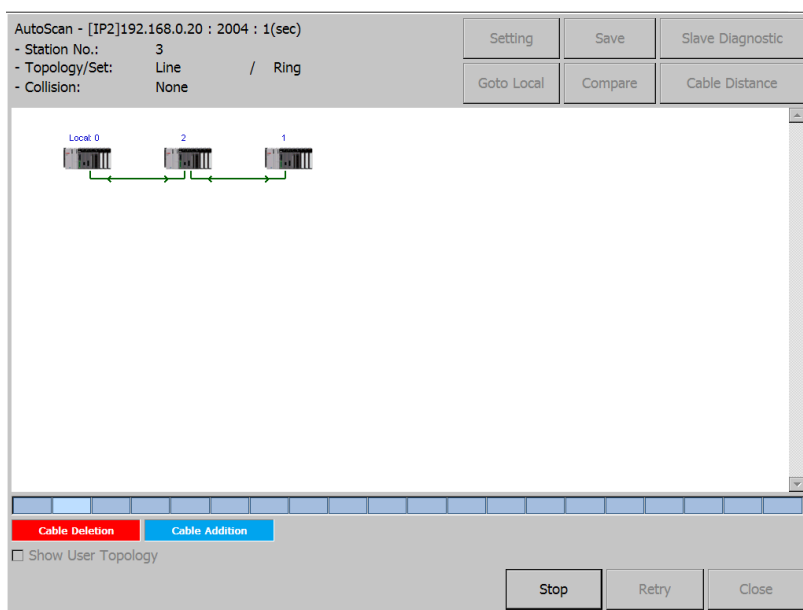 AutoScan - [IP2]192.168.0.20 : 2004 : 1(sec)
- Station No.: 3
- Topology/Set: Line / Ring
- Collision: None
Setting Save Slave Diagnostic
Goto Local Compare Cable Distance
Local: 0 2 1
Cable Deletion Cable Addition
Show User Topology
Stop Retry Close